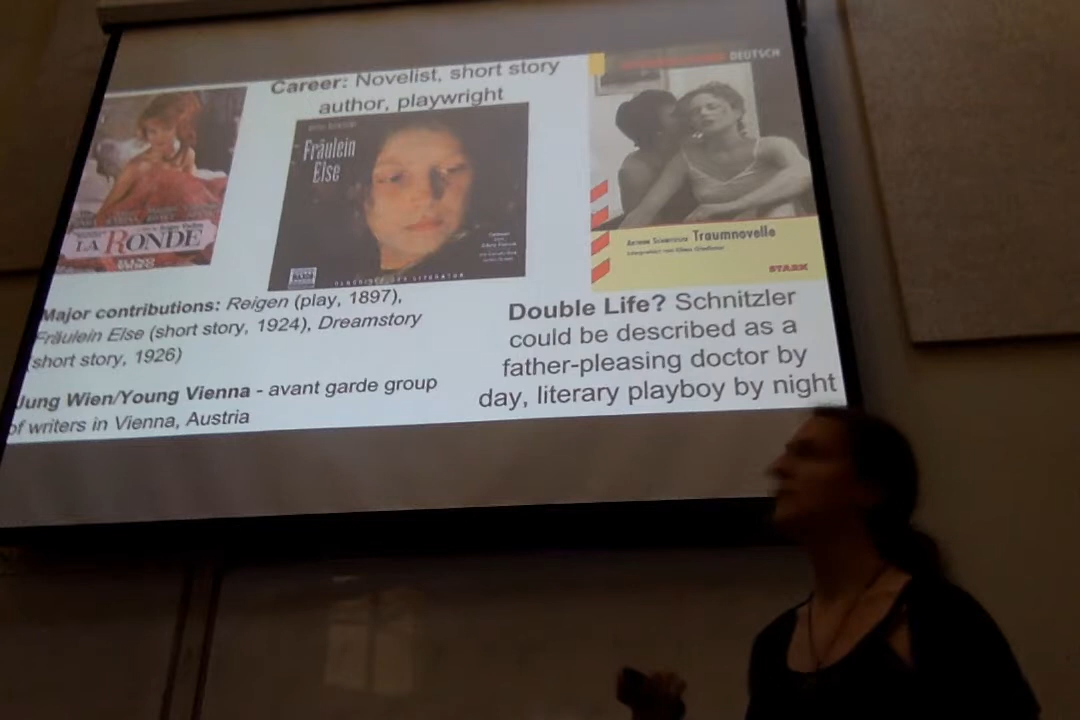 Career: Novelist, short story
author, playwright
LA RONDE
Fräulein
Else
DEUTSCH
Traumnovelle
STARK
Major contributions: Reigen (play, 1897),
Fräulein Else (short story, 1924), Dreamstory
(short story, 1926)
Jung Wien/Young Vienna - avant garde group
of writers in Vienna, Austria
Double Life? Schnitzler
could be described as a
father-pleasing doctor by
day, literary playboy by night